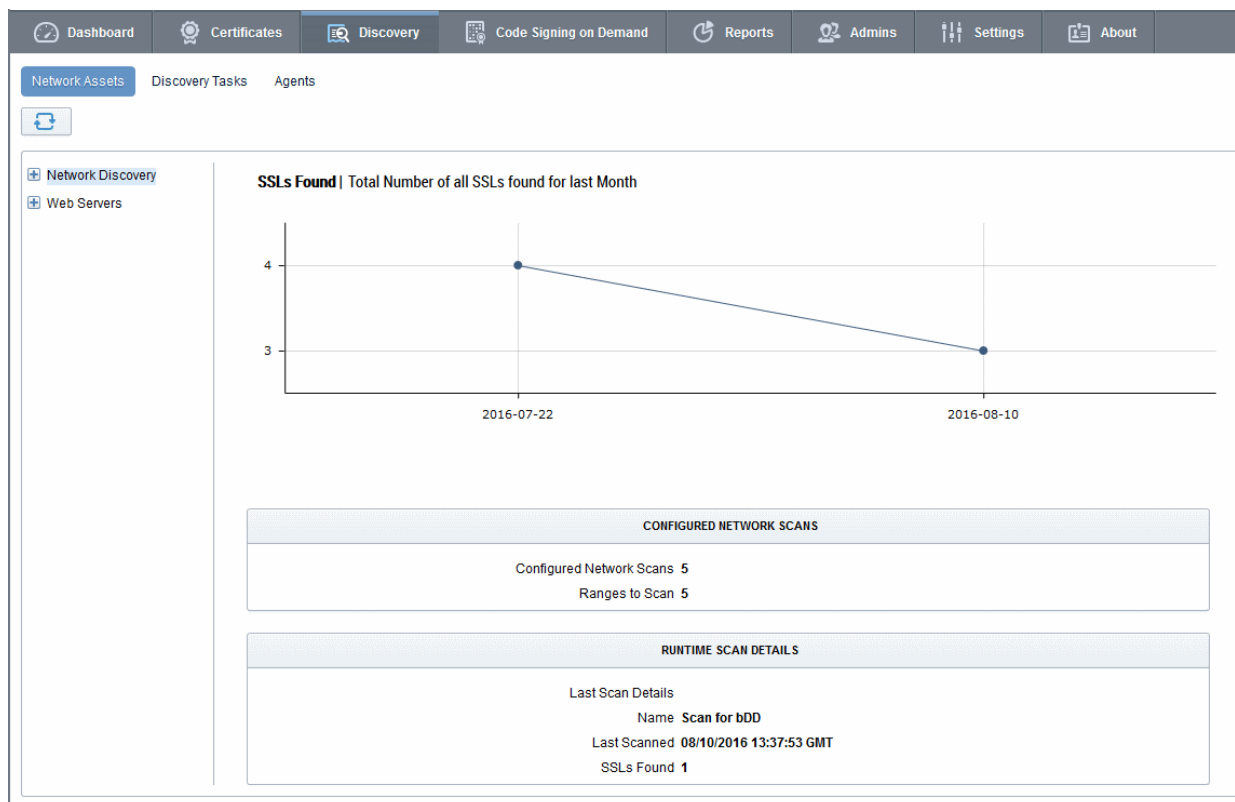 Dashboard Certificates Discovery Code Signing on Demand Reports Admins Settings About
Network Assets Discovery Tasks Agents
Network Discovery
Web Servers
SSLs Found | Total Number of all SSLs found for last Month
4
3
2016-07-22 2016-08-10
CONFIGURED NETWORK SCANS
Configured Network Scans 5
Ranges to Scan 5
RUNTIME SCAN DETAILS
Last Scan Details
Name Scan for bDD
Last Scanned 08/10/2016 13:37:53 GMT
SSLs Found 1